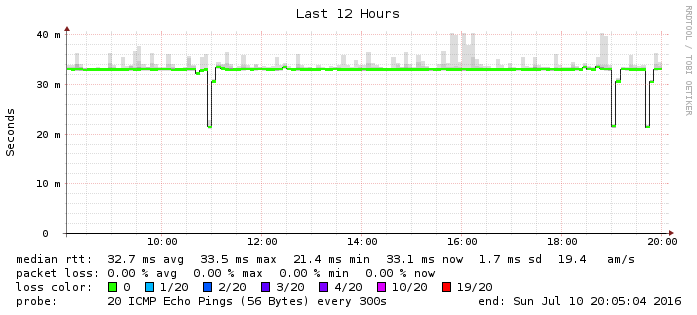 Last 12 Hours
RRDTOOL / TOBI OETIKER
Seconds
40 m
30 m
20 m
10 m
0
10:00 12:00 14:00 16:00 18:00 20:00
median rtt: 32.7 ms avg 33.5 ms max 21.4 ms min 33.1 ms now 1.7 ms sd 19.4 am/s
packet loss: 0.00 % avg 0.00 % max 0.00 % min 0.00 % now
loss color: 0 1/20 2/20 3/20 4/20 10/20 19/20
probe: 20 ICMP Echo Pings (56 Bytes) every 300s end: Sun Jul 10 20:05:04 2016